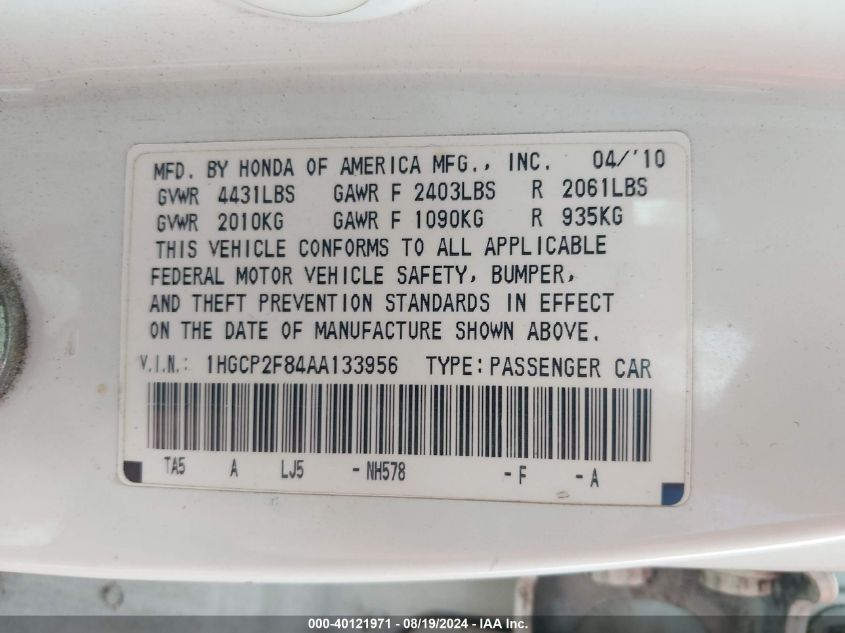 MFD. BY HONDA OF AMERICA MFG., INC. 04/'10
GVWR 4431LBS GAWR F 2403LBS R 2061LBS
GVWR 2010KG GAWR F 1090KG R 935KG
THIS VEHICLE CONFORMS TO ALL APPLICABLE
FEDERAL MOTOR VEHICLE SAFETY, BUMPER,
AND THEFT PREVENTION STANDARDS IN EFFECT
ON THE DATE OF MANUFACTURE SHOWN ABOVE.
V.I.N.: 1HGCP2F84AA133956 TYPE: PASSENGER CAR
TA5 A LJ5 - NH578 - F - A
000-40121971 - 08/19/2024 - IAA Inc.